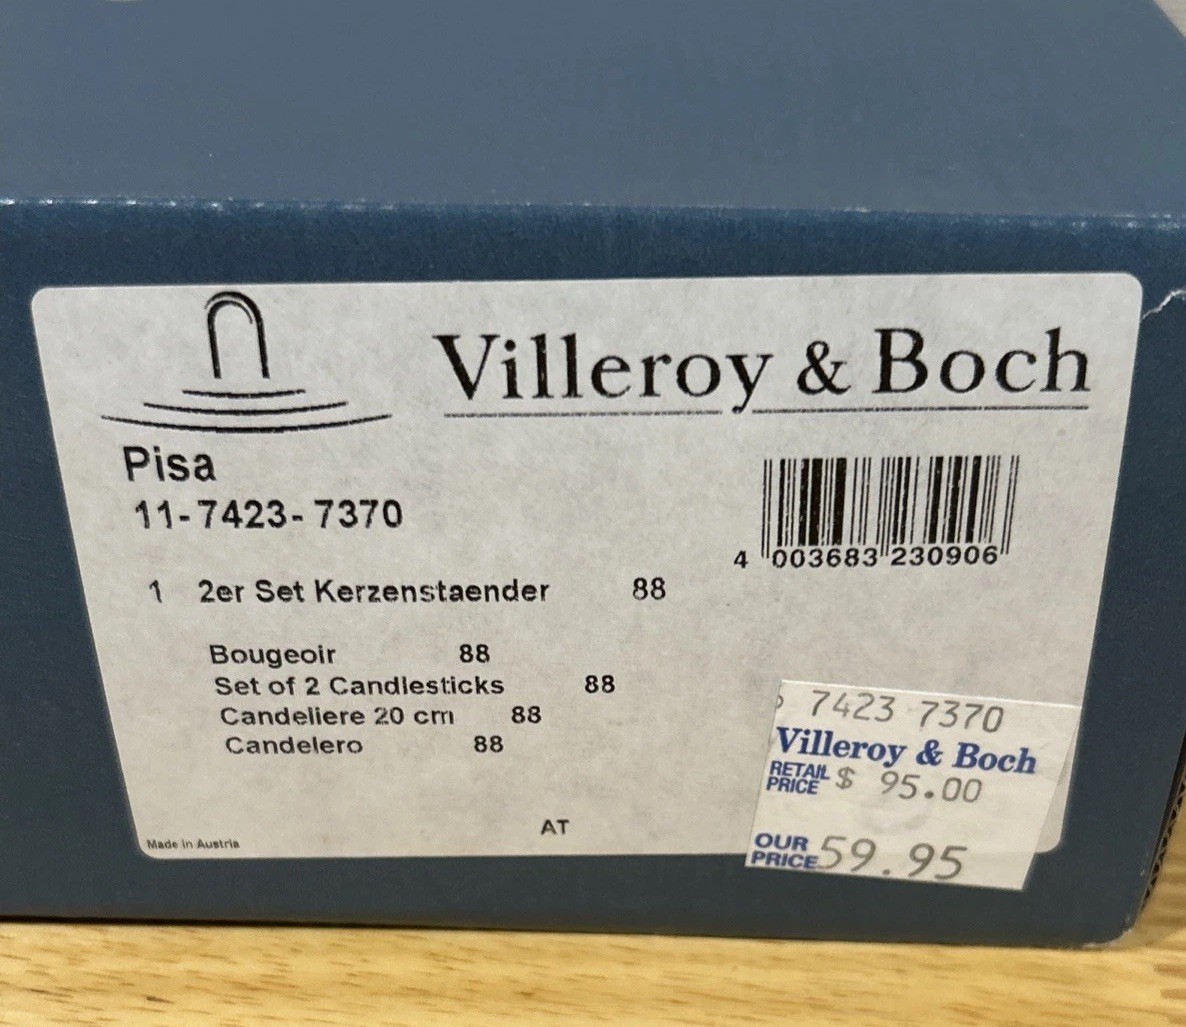 Villeroy & Boch
Pisa
11-7423-7370
4 003683 230906
1 2er Set Kerzenstaender 88
Bougeoir 88
Set of 2 Candlesticks 88
Candeliere 20 cm 88
Candelero 88
AT
Made in Austria
7423 7370
Villeroy & Boch
RETAIL PRICE $ 95.00
OUR PRICE 59.95